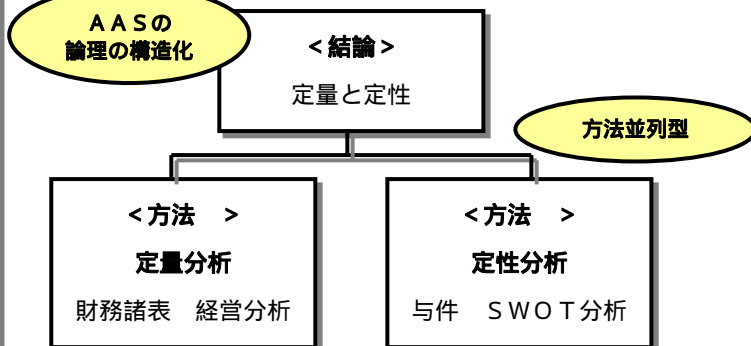 ＡＡＳの
論理の構造化
＜結論＞
定量と定性
方法並列型
＜方法　＞
定量分析
財務諸表　経営分析
＜方法　＞
定性分析
与件　ＳＷＯＴ分析